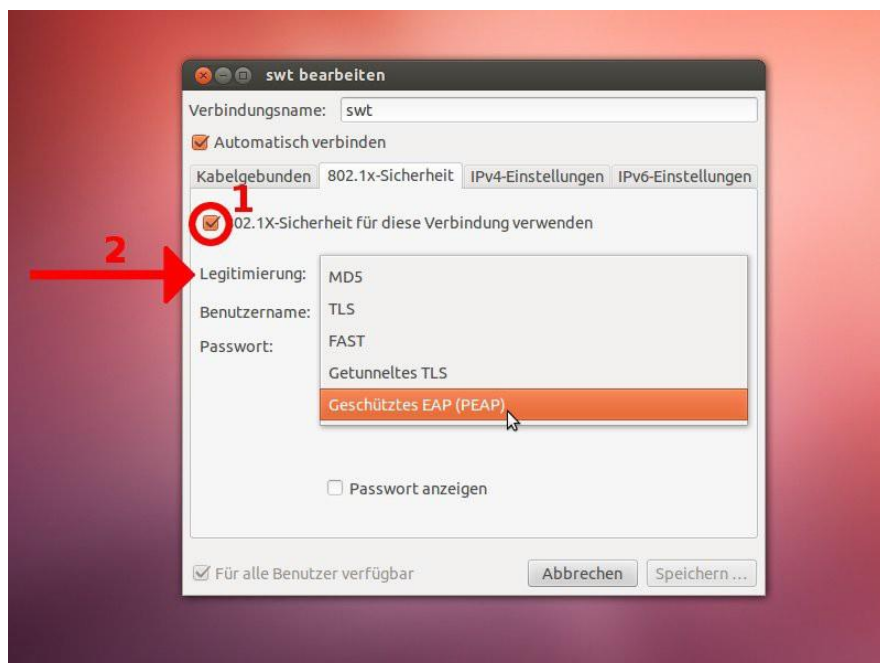 swt bearbeiten
Verbindungsname: swt
Automatisch verbinden
Kabelgebunden 802.1x-Sicherheit IPv4-Einstellungen IPv6-Einstellungen
1
02.1X-Sicherheit für diese Verbindung verwenden
2
Legitimierung:
MD5
Benutzername:
TLS
Passwort:
FAST
Getunneltes TLS
Geschütztes EAP (PEAP)
Passwort anzeigen
Für alle Benutzer verfügbar Abbrechen Speichern ...